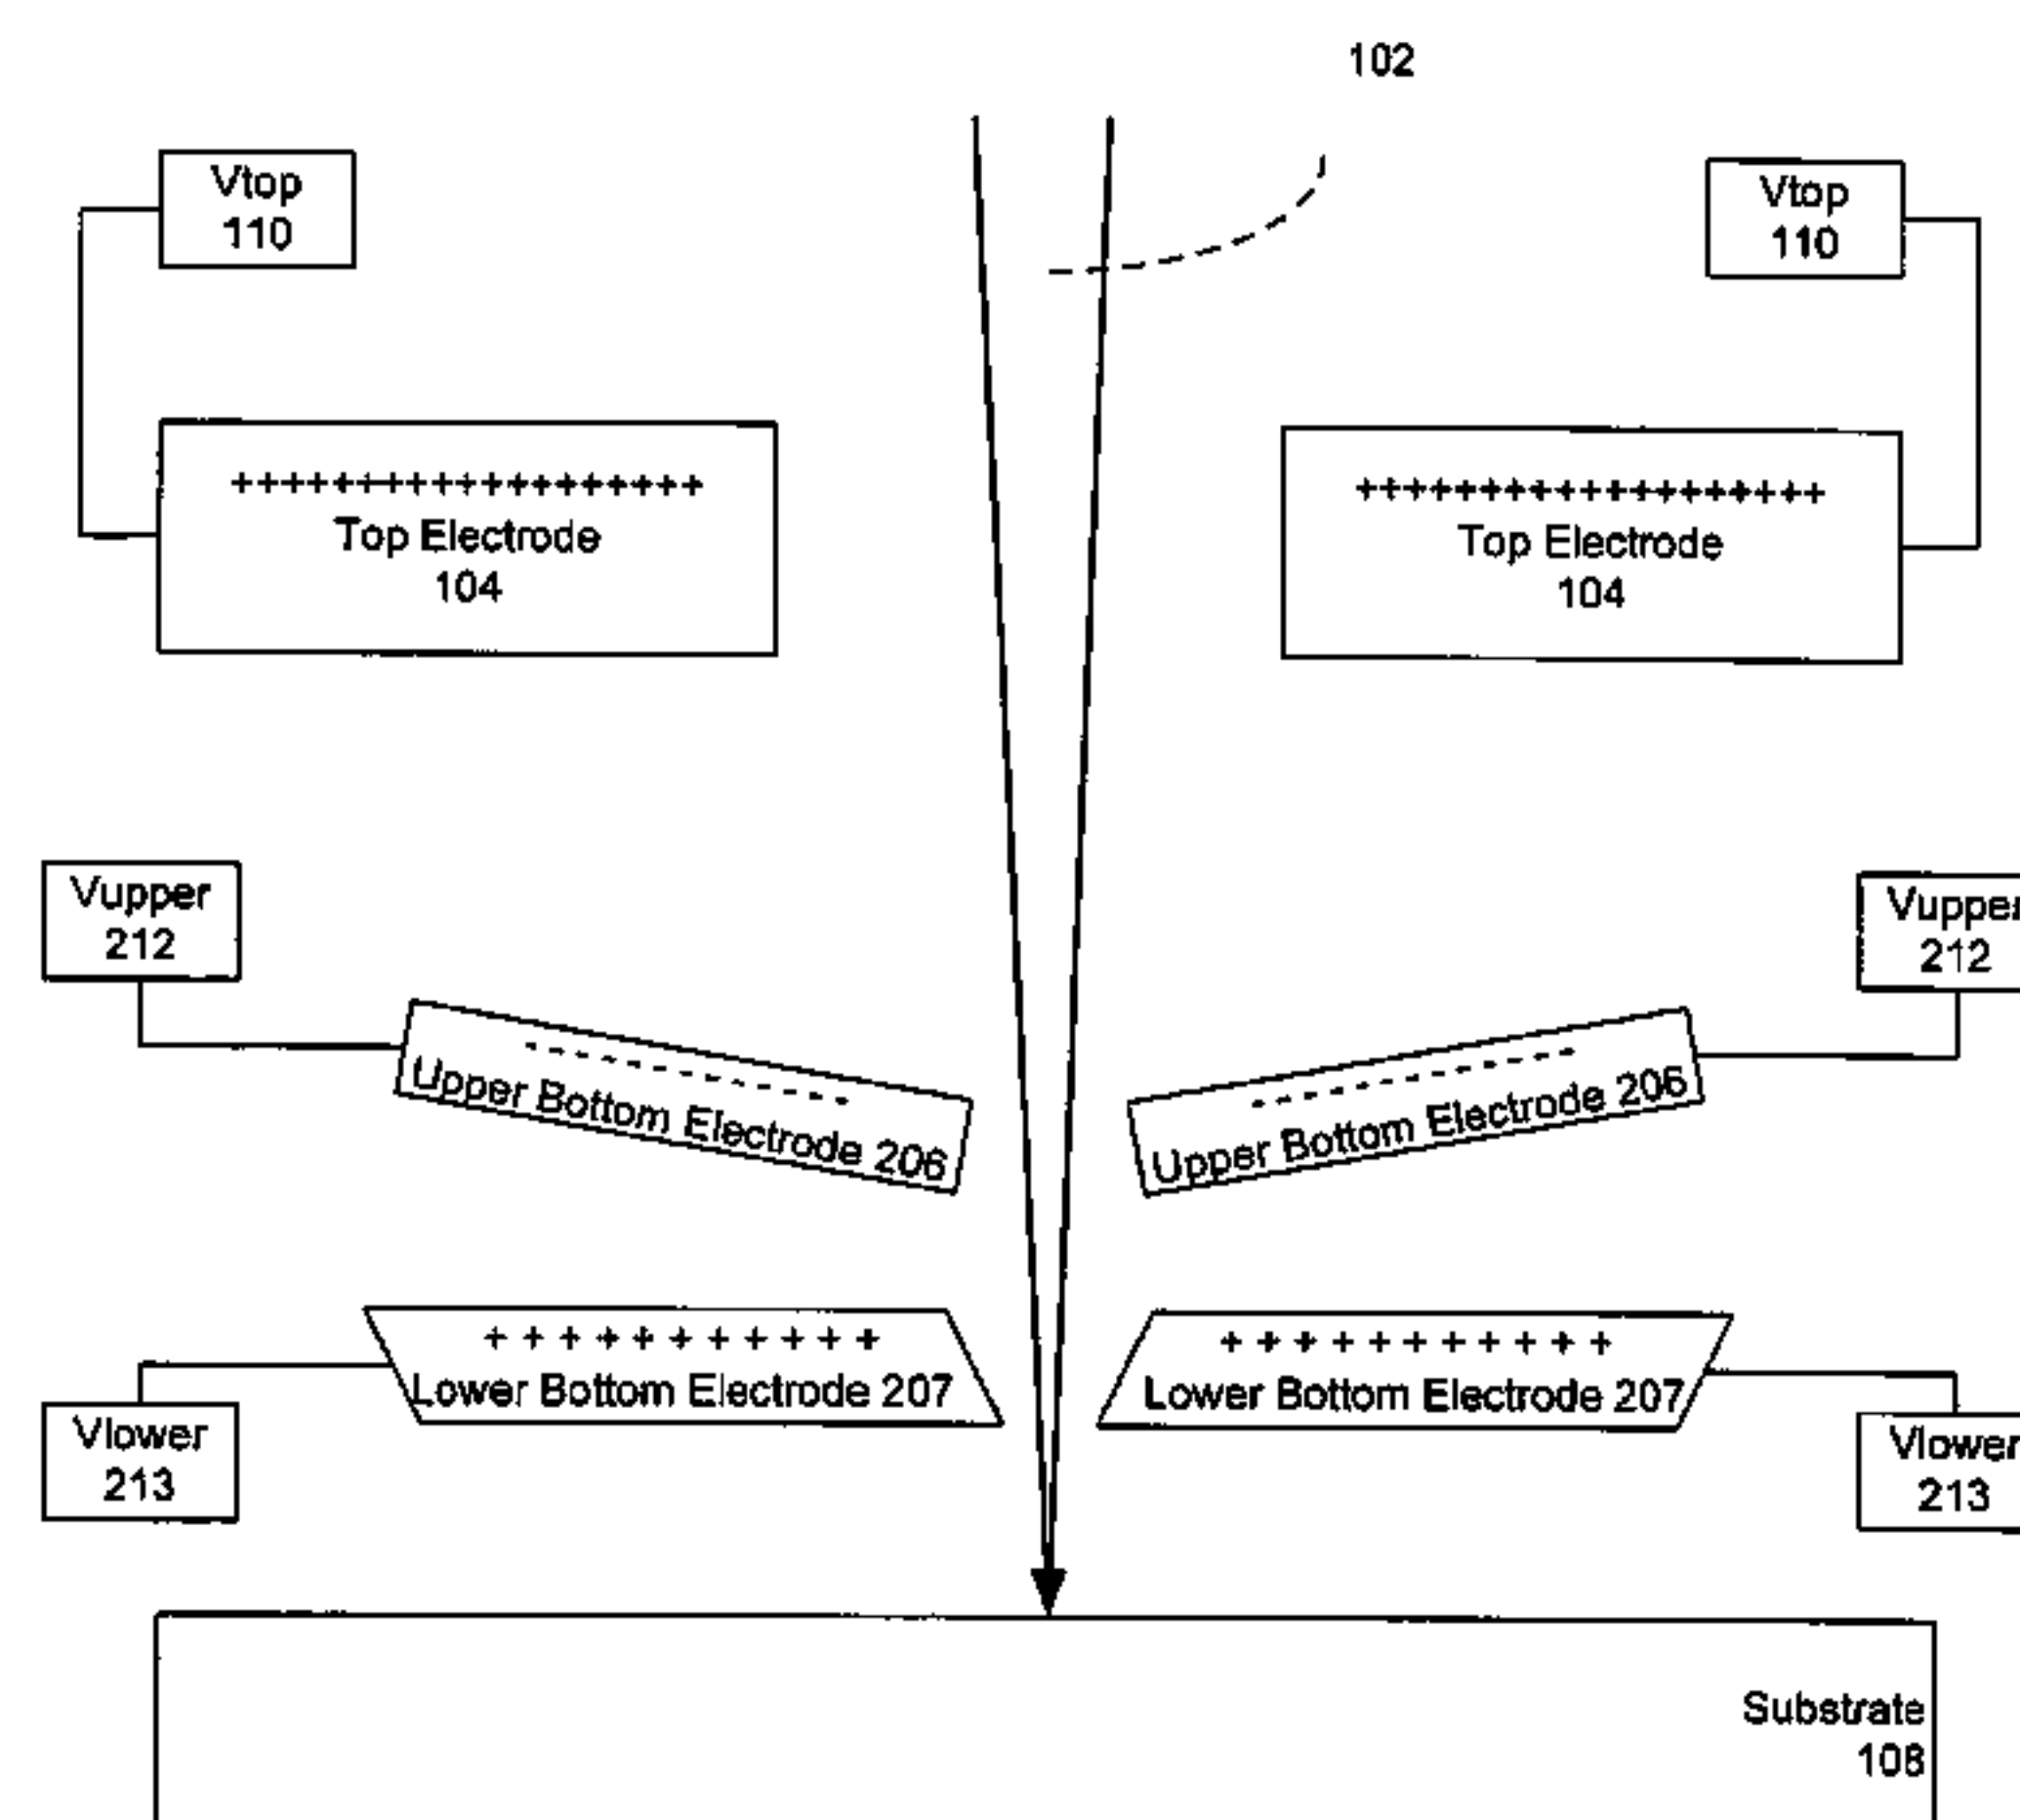 102
Vtop
110
Vtop
110
++++++++++++++++++++
Top Electrode
104
++++++++++++++++++++
Top Electrode
104
Vupper
212
Vupper
212
- - - - - - - - - - - - -
Upper Bottom Electrode 206
- - - - - - - - - - - - -
Upper Bottom Electrode 206
+ + + + + + + + + + +
Lower Bottom Electrode 207
+ + + + + + + + + + +
Lower Bottom Electrode 207
Vlower
213
Vlower
213
Substrate
108